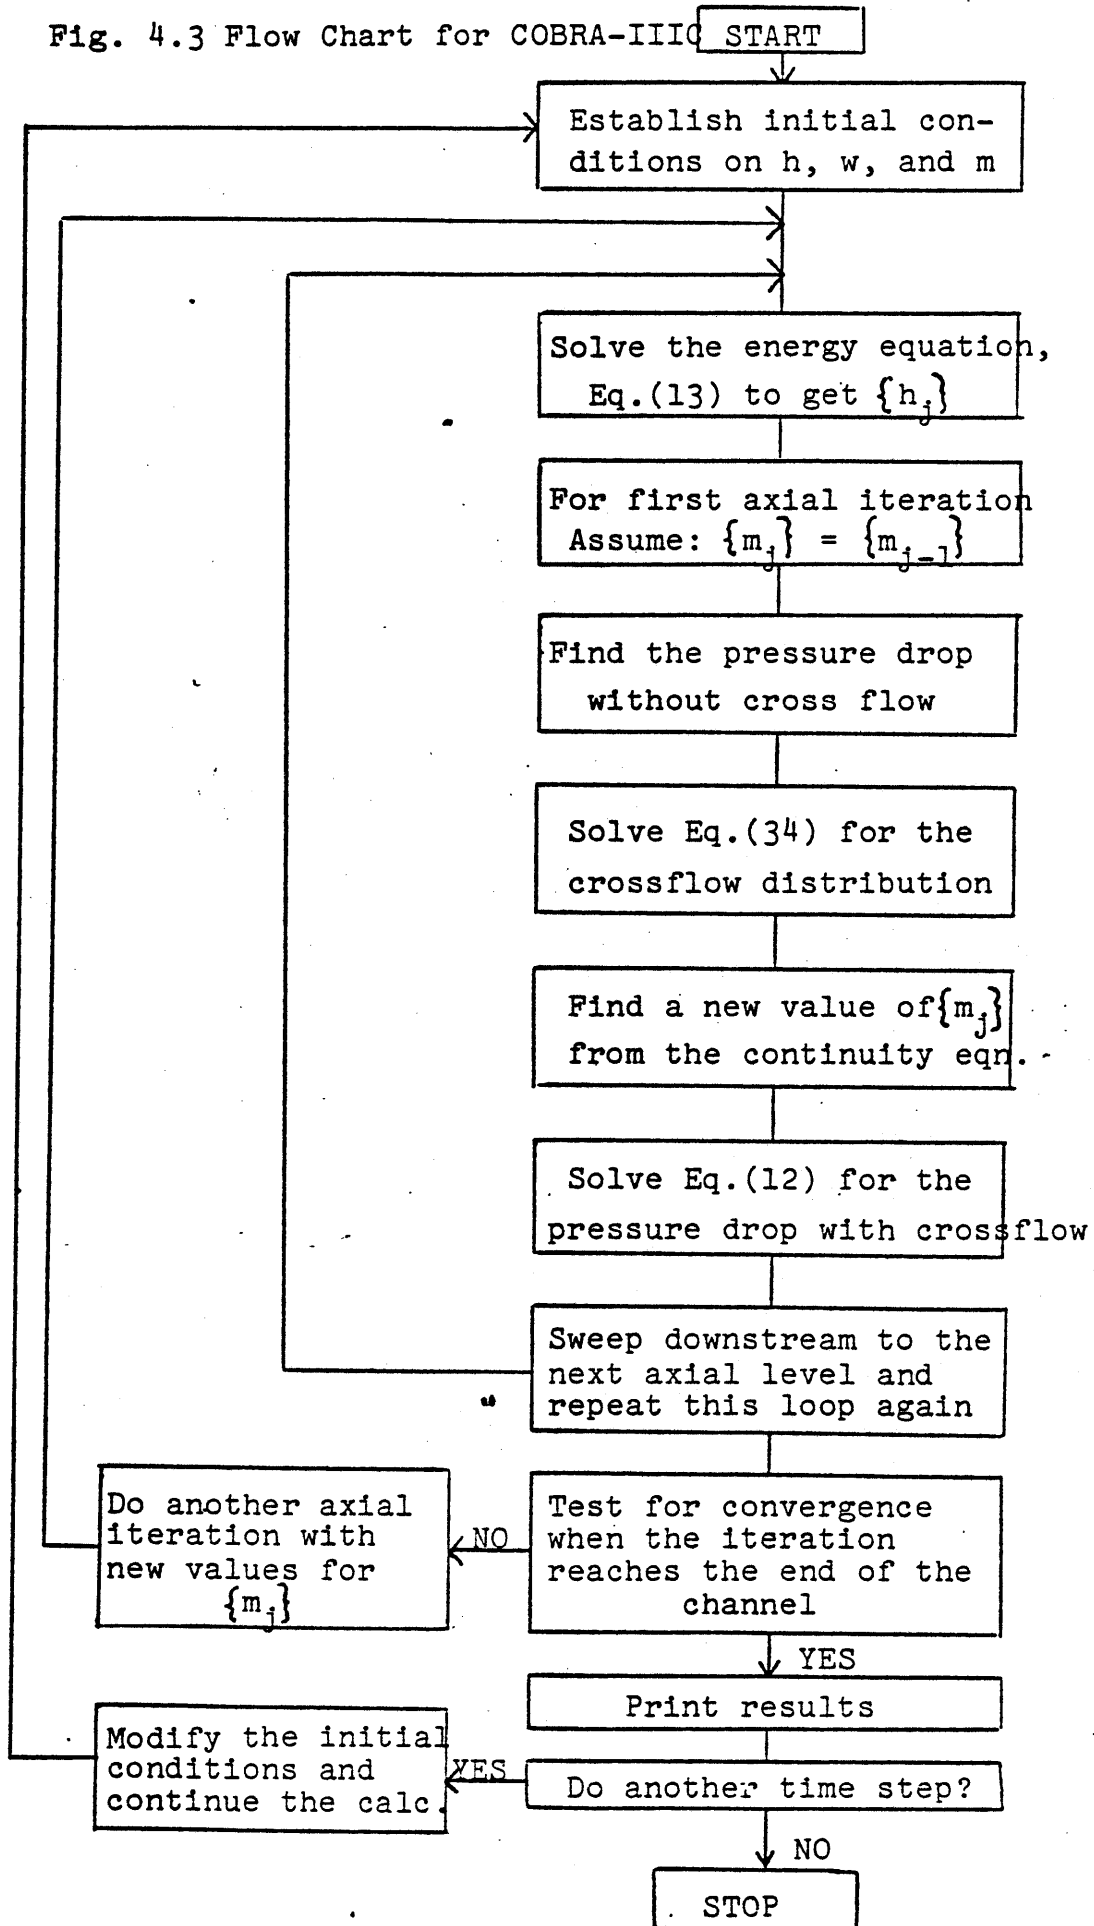 Fig. 4.3 Flow Chart for COBRA-IIIC
START
Establish initial con-
ditions on h, w, and m
Solve the energy equation,
Eq.(13) to get {h_j}
For first axial iteration
Assume: {m_j} = {m_j-1}
Find the pressure drop
without cross flow
Solve Eq.(34) for the
crossflow distribution
Find a new value of{m_j}
from the continuity eqn.
Solve Eq.(12) for the
pressure drop with crossflow
Sweep downstream to the
next axial level and
repeat this loop again
Test for convergence
when the iteration
reaches the end of the
channel
NO
Do another axial
iteration with
new values for
{m_j}
YES
Print results
Do another time step?
YES
Modify the initial
conditions and
continue the calc.
NO
STOP